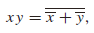 xy = x̅ + y̅,